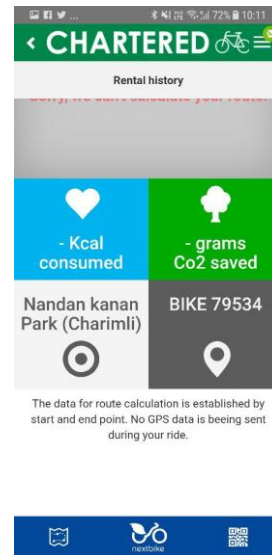 72% 10:11
CHARTERED
Rental history
Sorry, we can't calculate your route.
- Kcal
consumed
- grams
Co2 saved
Nandan kanan
Park (Charimli)
BIKE 79534
The data for route calculation is established by
start and end point. No GPS data is beeing sent
during your ride.
nextbike